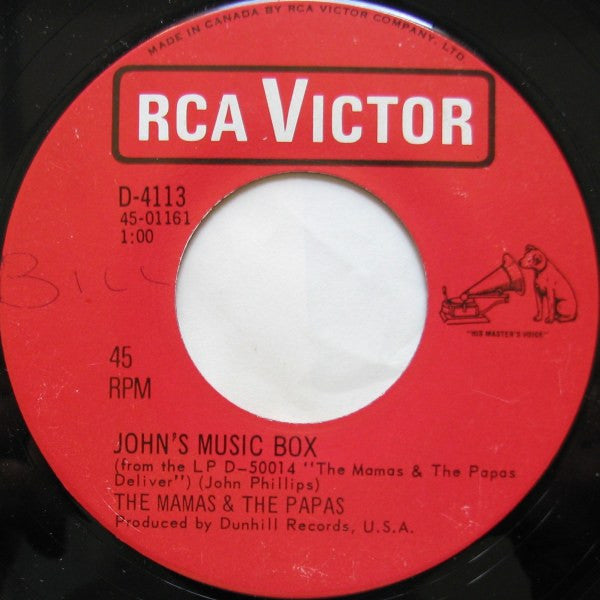 MADE IN CANADA BY RCA VICTOR COMPANY, LTD
RCA VICTOR
D-4113
45-01161
1:00
BILL
"HIS MASTER'S VOICE"
45
RPM
JOHN'S MUSIC BOX
(from the LP D-50014 "The Mamas & The Papas
Deliver") (John Phillips)
THE MAMAS & THE PAPAS
Produced by Dunhill Records, U.S.A.